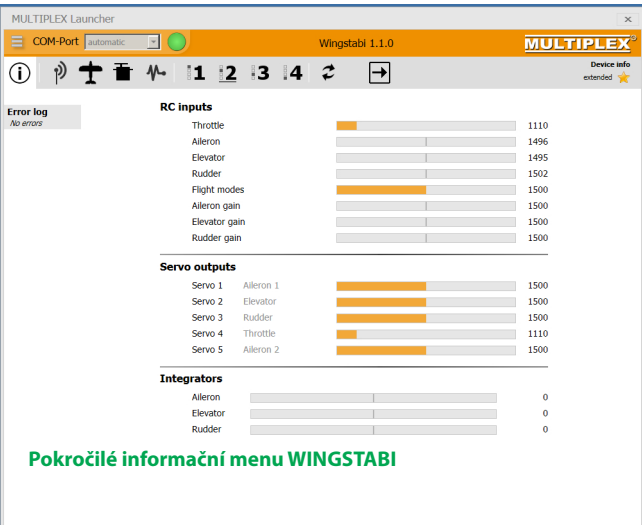 MULTIPLEX Launcher
COM-Port automatic Wingstabi 1.1.0 MULTIPLEX
1 2 3 4 Device info
extended
Error log
No errors
RC inputs
Throttle 1110
Aileron 1496
Elevator 1495
Rudder 1502
Flight modes 1500
Aileron gain 1500
Elevator gain 1500
Rudder gain 1500
Servo outputs
Servo 1 Aileron 1 1500
Servo 2 Elevator 1500
Servo 3 Rudder 1500
Servo 4 Throttle 1110
Servo 5 Aileron 2 1500
Integrators
Aileron 0
Elevator 0
Rudder 0
Pokročilé informační menu WINGSTABI